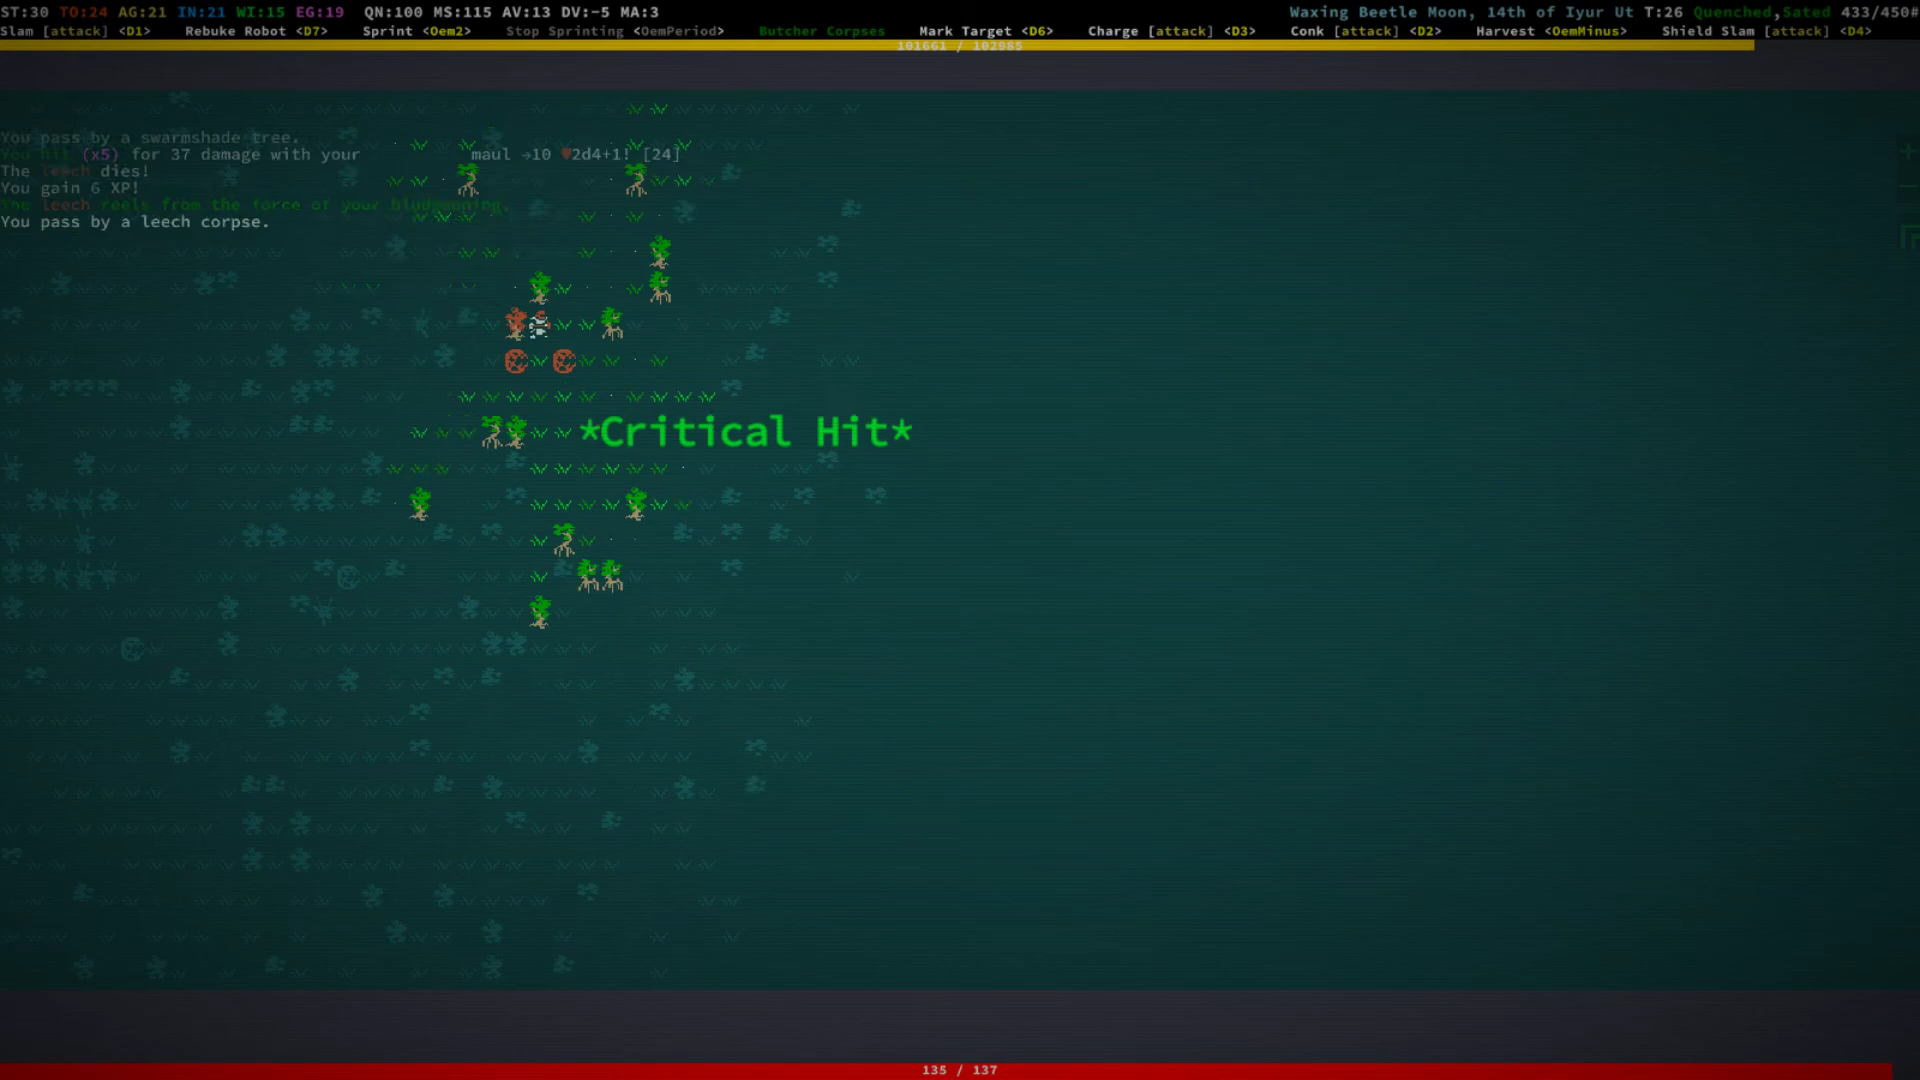 ST:30 TO:24 AG:21 IN:21 WI:15 EG:19 QN:100 MS:115 AV:13 DV:-5 MA:3 Waxing Beetle Moon, 14th of Iyur Ut T:26 Quenched,Sated 433/450#
Slam [attack] <D1> Rebuke Robot <D7> Sprint <Oem2> Stop Sprinting <OemPeriod> Butcher Corpses Mark Target <D6> Charge [attack] <D3> Conk [attack] <D2> Harvest <OemMinus> Shield Slam [attack] <D4>
101661 / 102985
You pass by a swarmshade tree.
You hit (x5) for 37 damage with your maul →10 ♥2d4+1! [24]
The leech dies!
You gain 6 XP!
The leech reels from the force of your bludgeoning.
You pass by a leech corpse.
*Critical Hit*
135 / 137